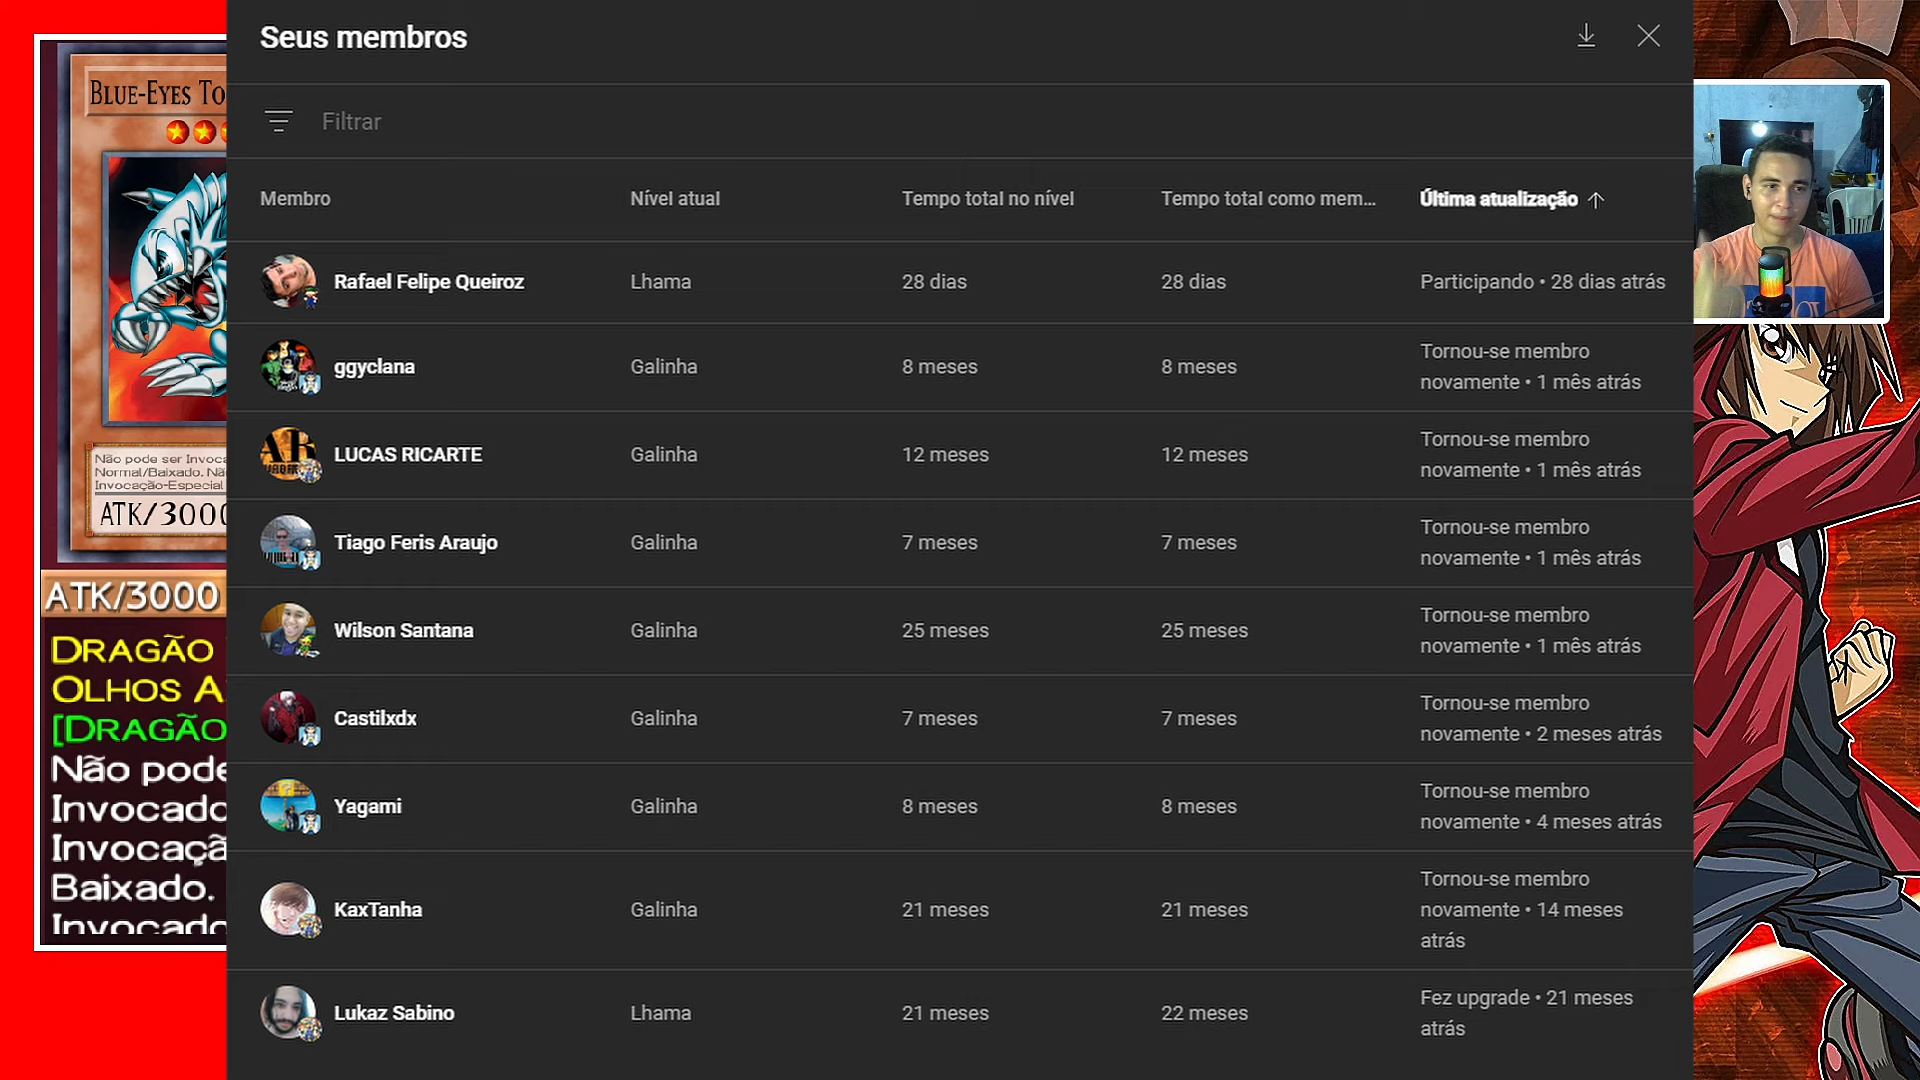 Seus membros
Filtrar
Membro
Nível atual
Tempo total no nível
Tempo total como mem...
Última atualização
Rafael Felipe Queiroz
Lhama
28 dias
28 dias
Participando • 28 dias atrás
ggyclana
Galinha
8 meses
8 meses
Tornou-se membro
novamente • 1 mês atrás
LUCAS RICARTE
Galinha
12 meses
12 meses
Tornou-se membro
novamente • 1 mês atrás
Tiago Feris Araujo
Galinha
7 meses
7 meses
Tornou-se membro
novamente • 1 mês atrás
Wilson Santana
Galinha
25 meses
25 meses
Tornou-se membro
novamente • 1 mês atrás
Castilxdx
Galinha
7 meses
7 meses
Tornou-se membro
novamente • 2 meses atrás
Yagami
Galinha
8 meses
8 meses
Tornou-se membro
novamente • 4 meses atrás
KaxTanha
Galinha
21 meses
21 meses
Tornou-se membro
novamente • 14 meses
atrás
Lukaz Sabino
Lhama
21 meses
22 meses
Fez upgrade • 21 meses
atrás
BLUE-EYES TO
Não pode ser Invoca
Normal/Baixado. Nã
Invocação-Especial
ATK/3000
ATK/3000
DRAGÃO
OLHOS A
[DRAGÃO
Não pode
Invocado
Invocaçã
Baixado.
Invocado